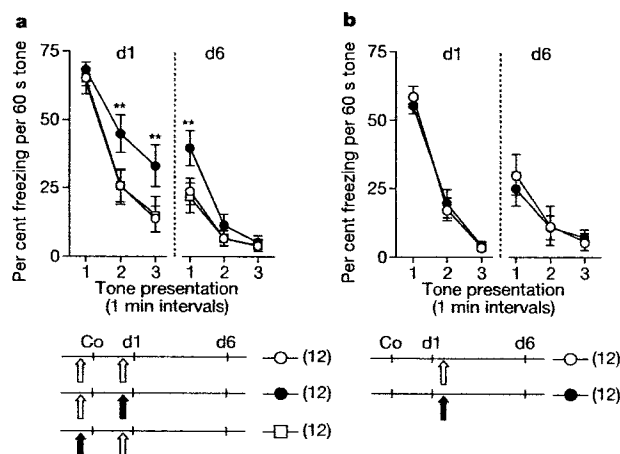 a
Per cent freezing per 60 s tone
75
50
25
0
d1
d6
**
**
**
1 2 3 1 2 3
Tone presentation
(1 min intervals)
Co d1 d6
(12)
(12)
(12)
b
Per cent freezing per 60 s tone
75
50
25
0
d1
d6
1 2 3 1 2 3
Tone presentation
(1 min intervals)
Co d1 d6
(12)
(12)